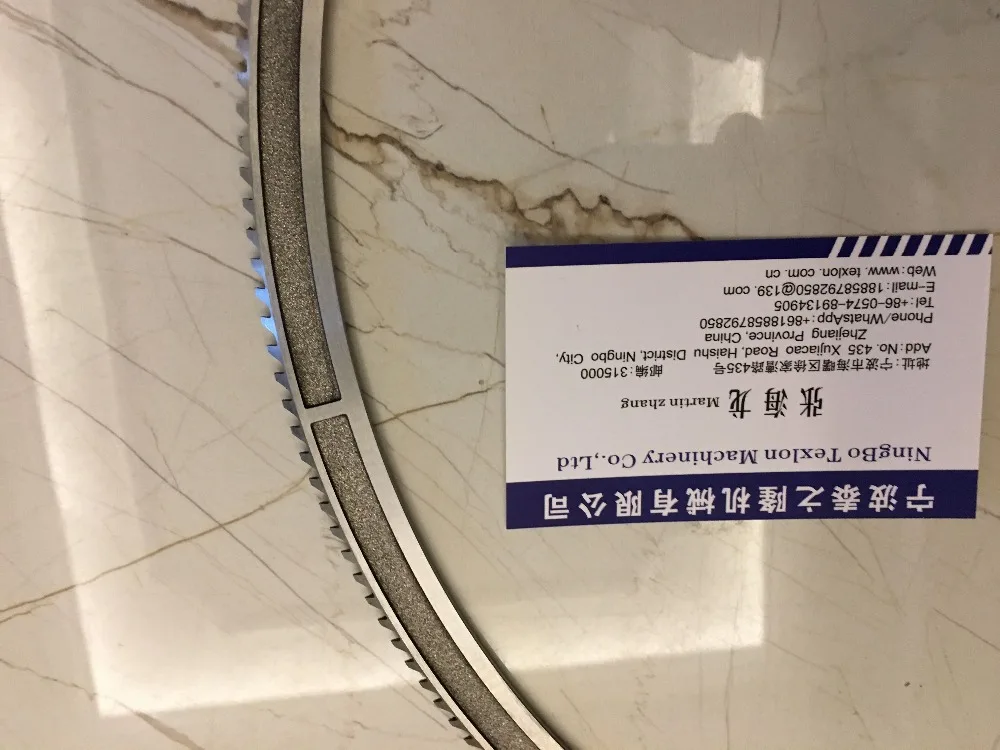 宁波泰之隆机械有限公司
NingBo Texlon Machinery Co.,Ltd
张海龙 Martin zhang
地址:宁波市海曙区徐家漕路435号 邮编:315000
Add:No. 435 Xujiacao Road, Haishu District, Ningbo City,
Zhejiang Province, China
Phone/WhatsApp:+8618858792850
Tel:+86-0574-89134905
E-mail:18858792850@139. com
Web:www. texlon. com. cn